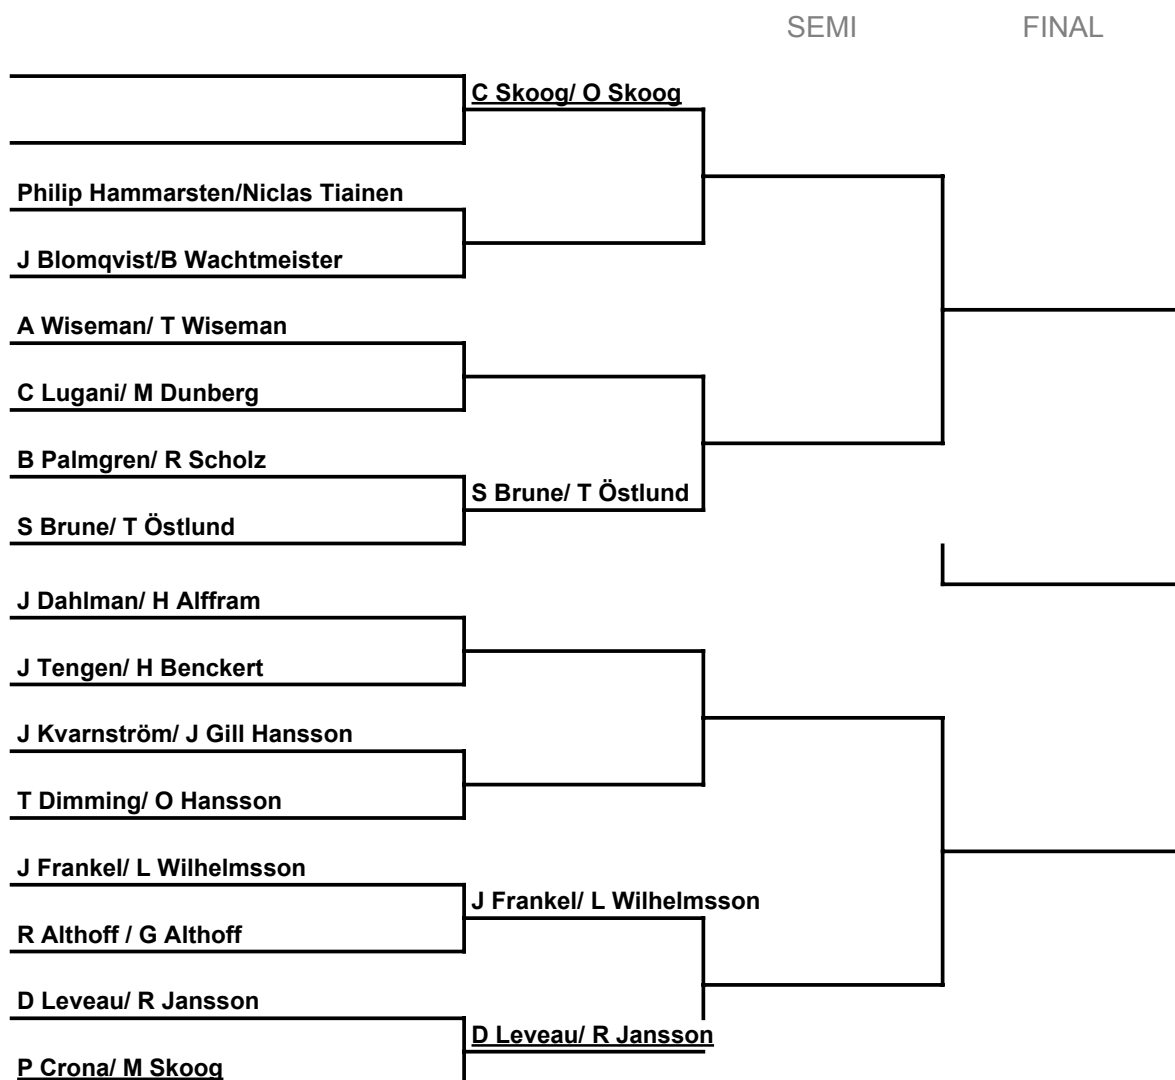 SEMI FINAL
C Skoog/ O Skoog
Philip Hammarsten/Niclas Tiainen
J Blomqvist/B Wachtmeister
A Wiseman/ T Wiseman
C Lugani/ M Dunberg
B Palmgren/ R Scholz
S Brune/ T Östlund
S Brune/ T Östlund
J Dahlman/ H Alffram
J Tengen/ H Benckert
J Kvarnström/ J Gill Hansson
T Dimming/ O Hansson
J Frankel/ L Wilhelmsson
J Frankel/ L Wilhelmsson
R Althoff / G Althoff
D Leveau/ R Jansson
D Leveau/ R Jansson
P Crona/ M Skoog